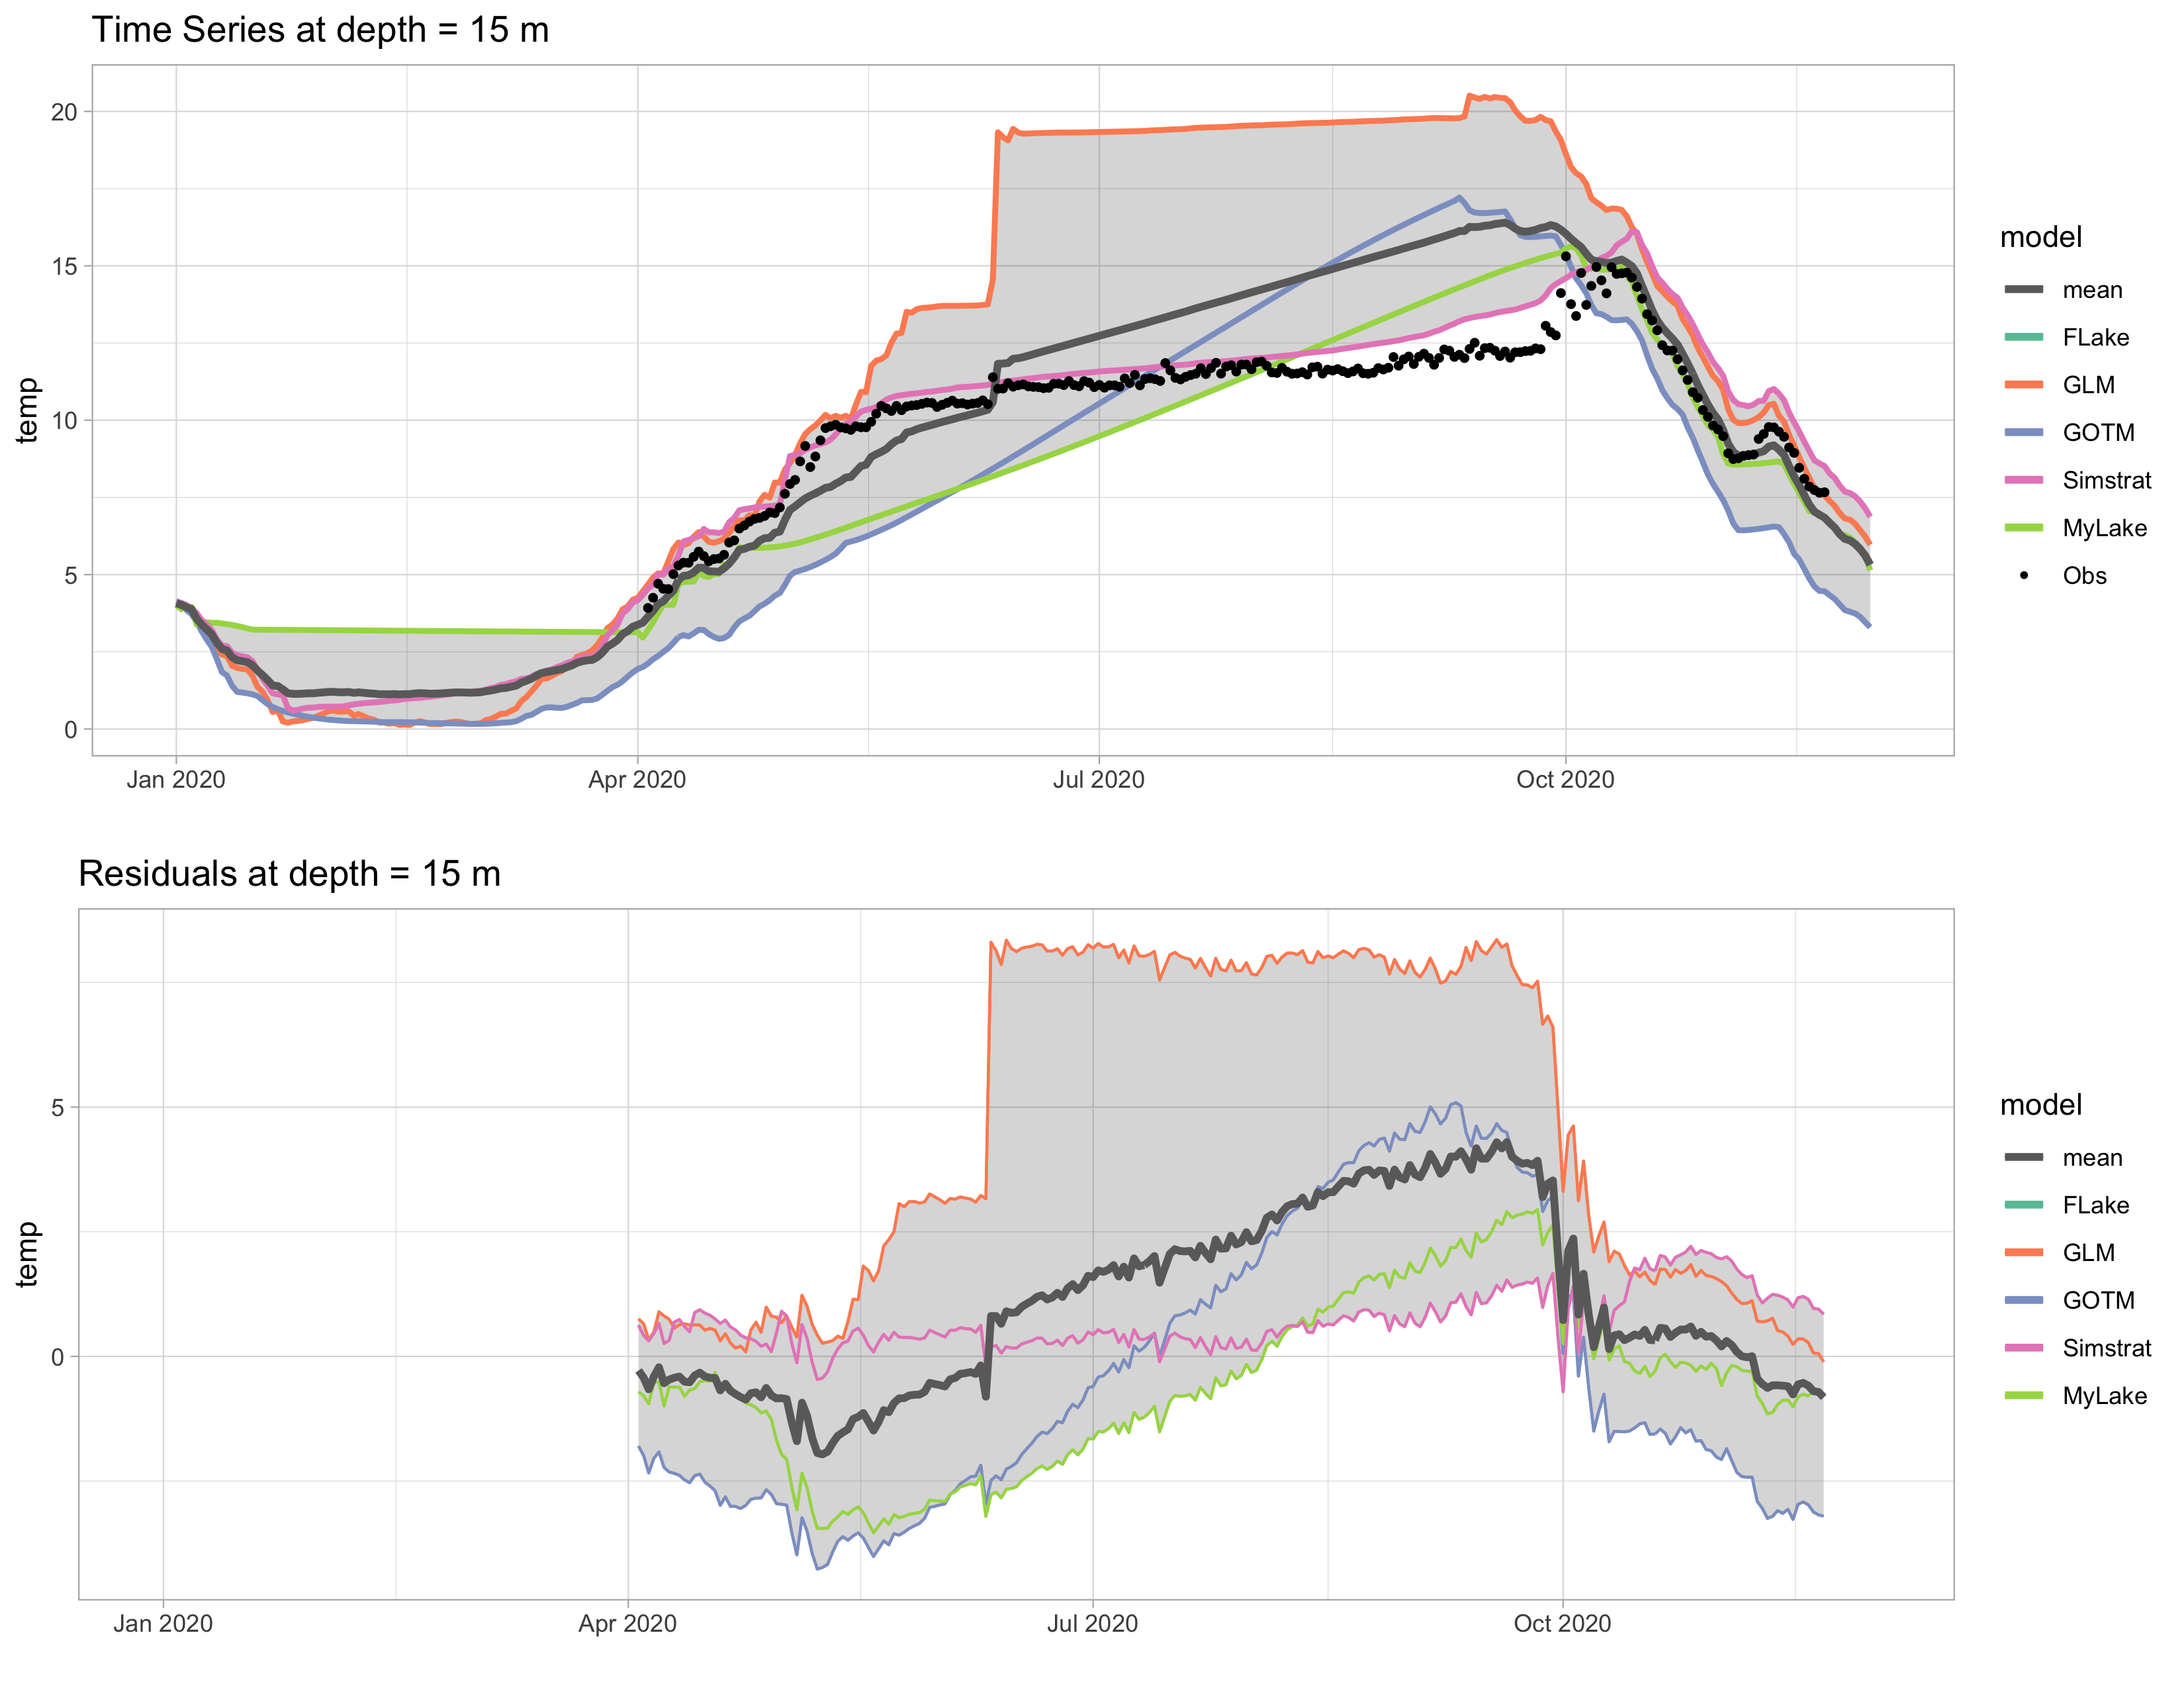 Time Series at depth = 15 m
temp
20
15
10
5
0
Jan 2020
Apr 2020
Jul 2020
Oct 2020
model
mean
FLake
GLM
GOTM
Simstrat
MyLake
Obs
Residuals at depth = 15 m
temp
5
0
Jan 2020
Apr 2020
Jul 2020
Oct 2020
model
mean
FLake
GLM
GOTM
Simstrat
MyLake